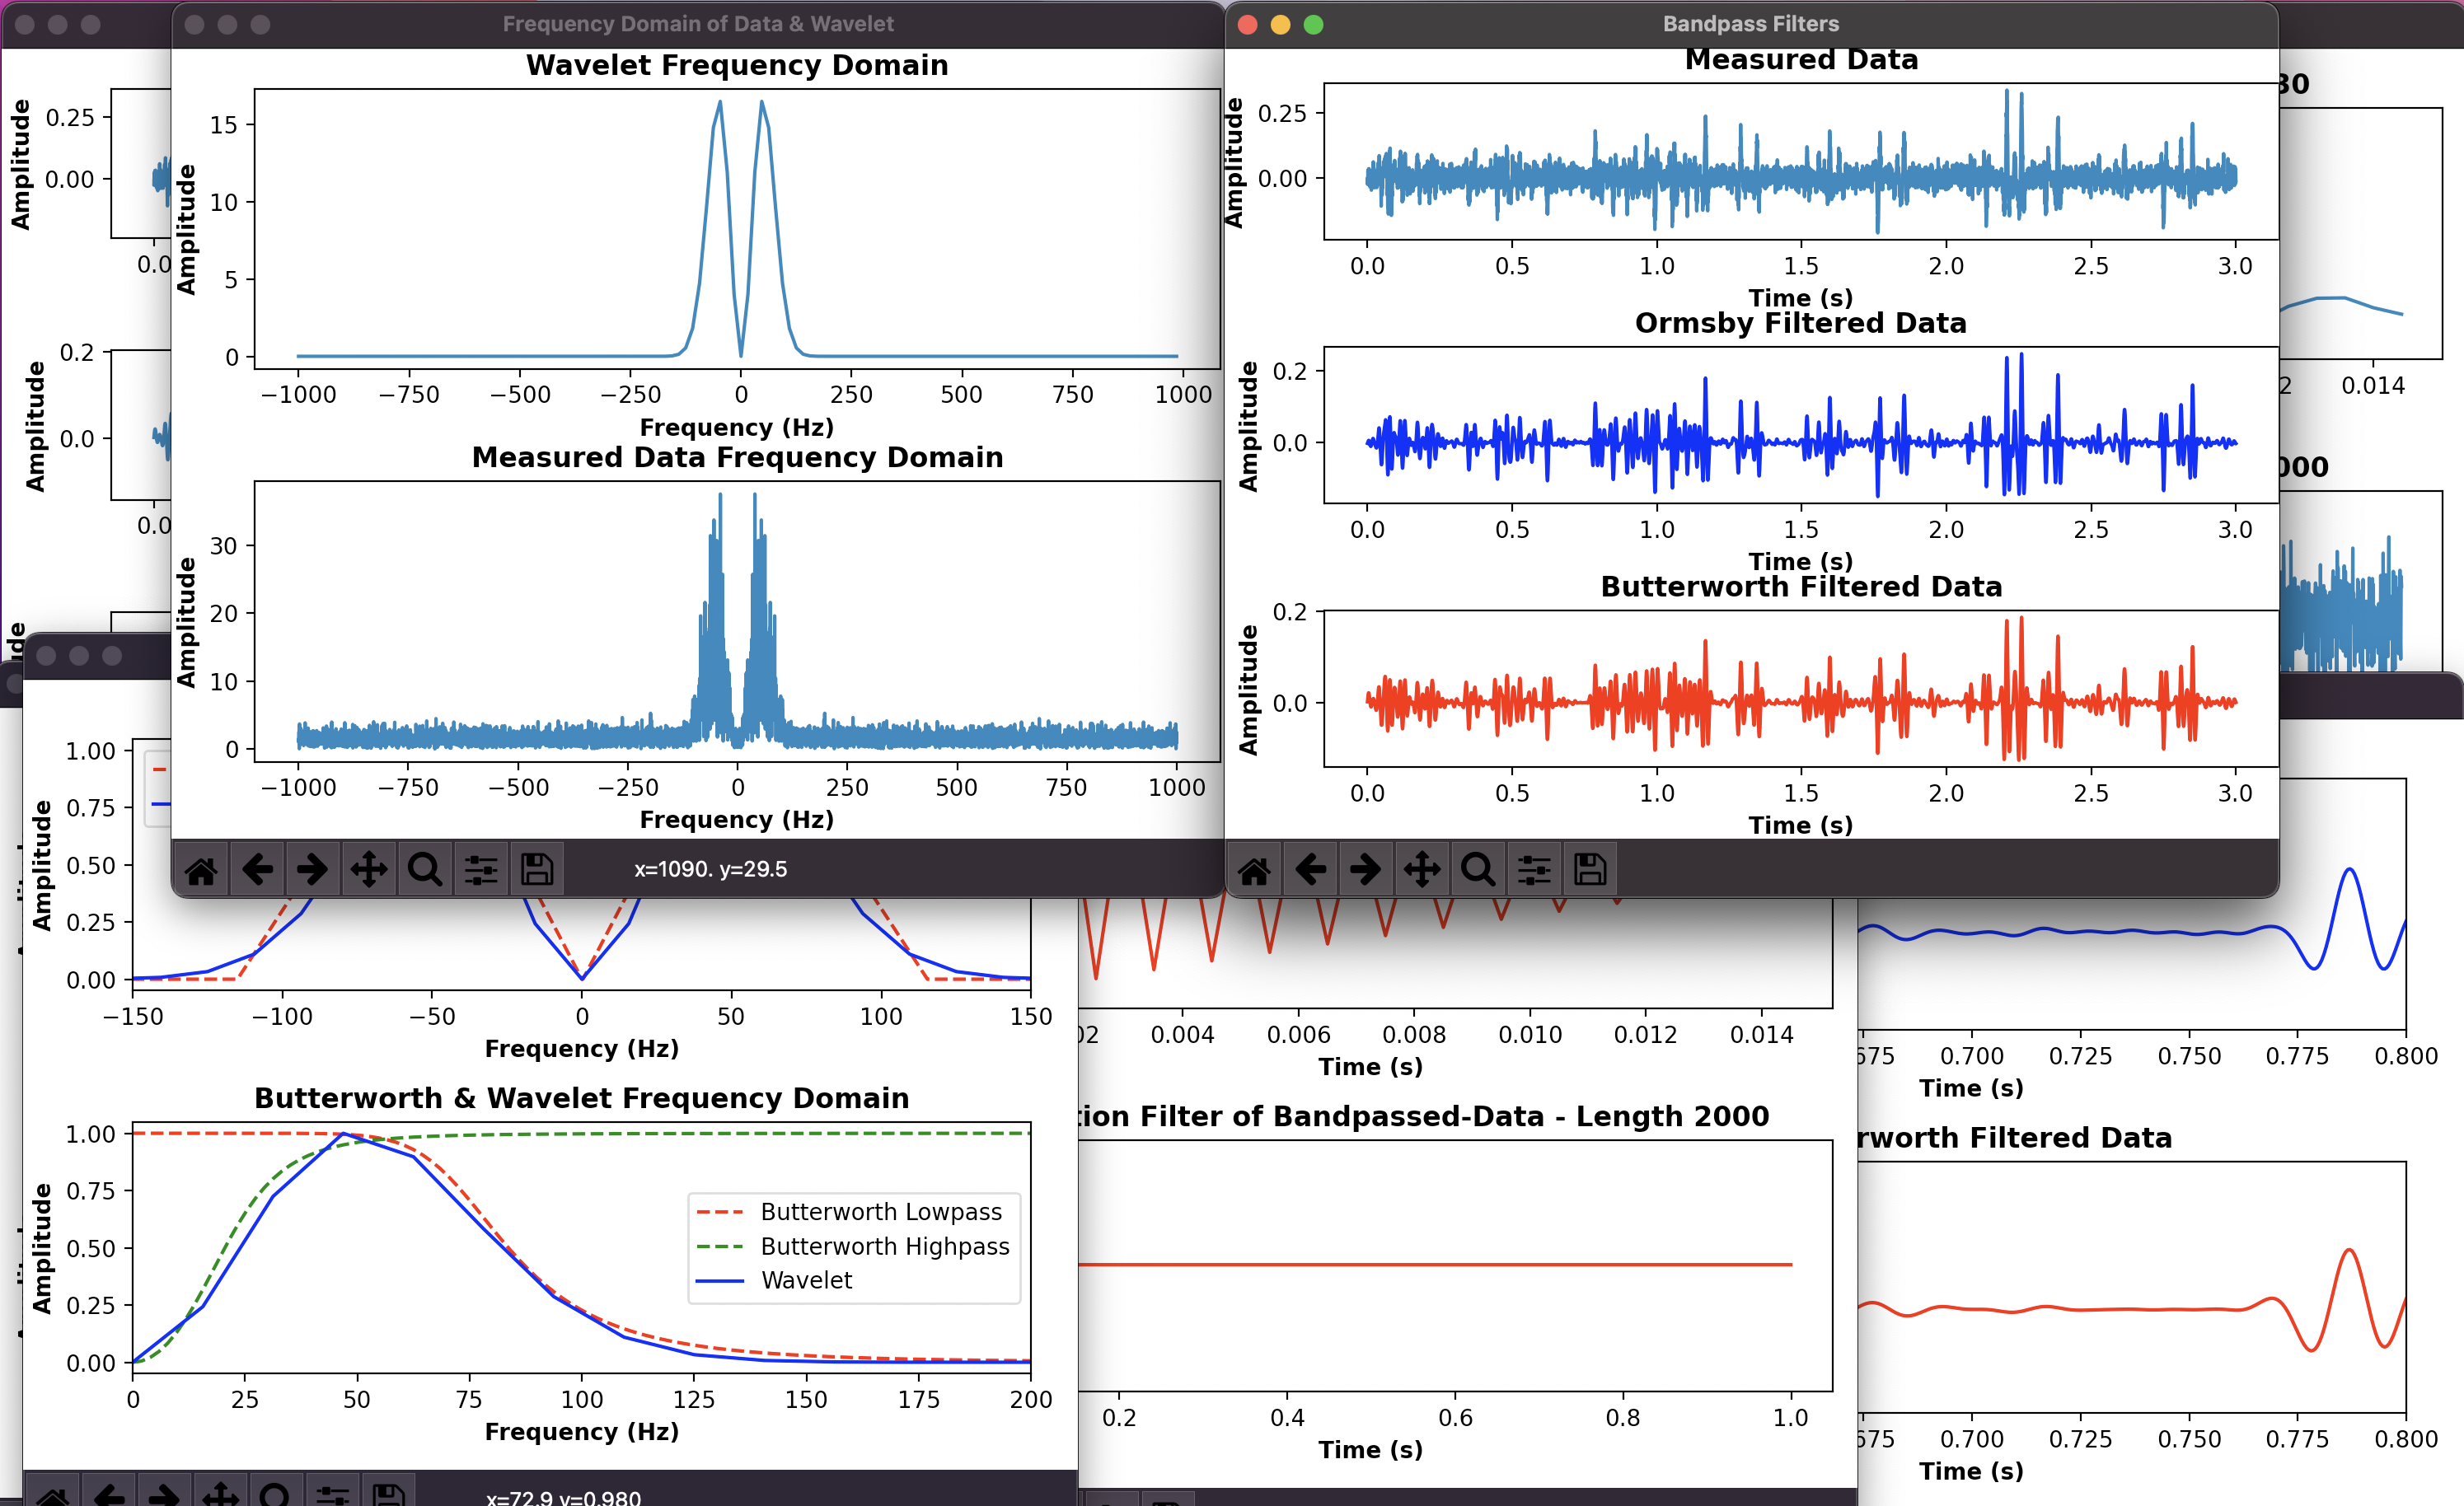 Frequency Domain of Data & Wavelet
Wavelet Frequency Domain
15
10
5
0
Amplitude
−1000 −750 −500 −250 0 250 500 750 1000
Frequency (Hz)
Measured Data Frequency Domain
30
20
10
0
Amplitude
−1000 −750 −500 −250 0 250 500 750 1000
Frequency (Hz)
x=1090. y=29.5
Bandpass Filters
Measured Data
0.25
0.00
Amplitude
0.0 0.5 1.0 1.5 2.0 2.5 3.0
Time (s)
Ormsby Filtered Data
0.2
0.0
Amplitude
0.0 0.5 1.0 1.5 2.0 2.5 3.0
Time (s)
Butterworth Filtered Data
0.2
0.0
Amplitude
0.0 0.5 1.0 1.5 2.0 2.5 3.0
Time (s)
0.25
0.00
Amplitude
0.0
0.2
0.0
Amplitude
0.0
30
0.014
000
1.00
0.75
0.50
0.25
0.00
Amplitude
−150 −100 −50 0 50 100 150
Frequency (Hz)
Butterworth & Wavelet Frequency Domain
1.00
0.75
0.50
0.25
0.00
Amplitude
Butterworth Lowpass
Butterworth Highpass
Wavelet
0 25 50 75 100 125 150 175 200
Frequency (Hz)
x=72.9 y=0.980
02 0.004 0.006 0.008 0.010 0.012 0.014
Time (s)
tion Filter of Bandpassed-Data - Length 2000
0.2 0.4 0.6 0.8 1.0
Time (s)
675 0.700 0.725 0.750 0.775 0.800
Time (s)
rworth Filtered Data
675 0.700 0.725 0.750 0.775 0.800
Time (s)